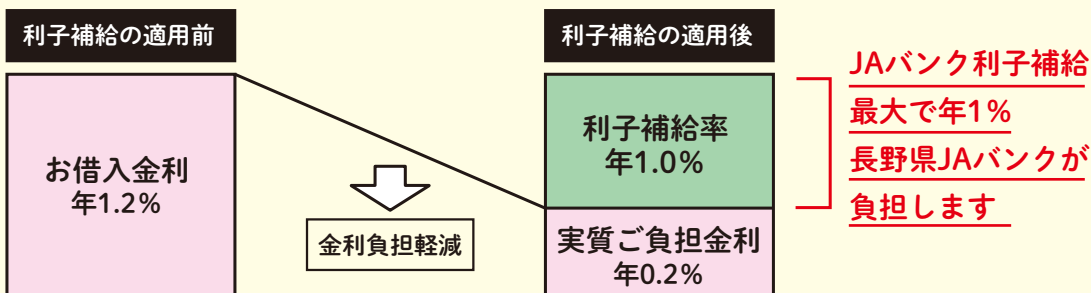 利子補給の適用前
お借入金利
年1.2%
金利負担軽減
利子補給の適用後
利子補給率
年1.0%
実質ご負担金利
年0.2%
JAバンク利子補給
最大で年1%
長野県JAバンクが
負担します